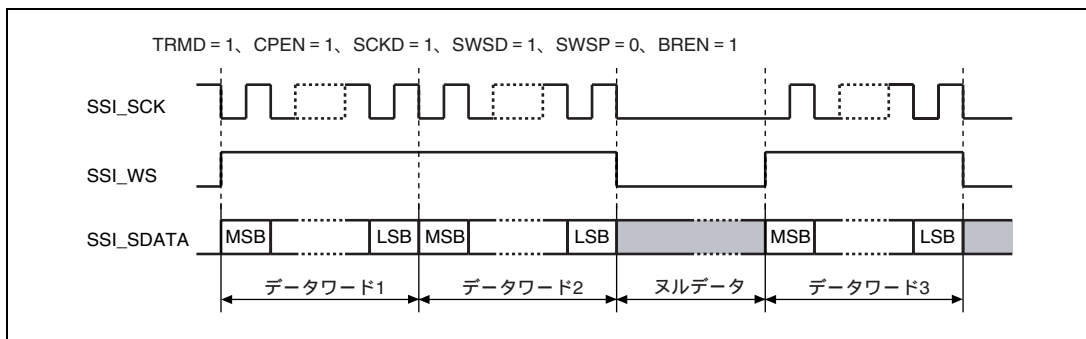 TRMD = 1、CPEN = 1、SCKD = 1、SWSD = 1、SWSP = 0、BREN = 1
SSI_SCK
SSI_WS
SSI_SDATA
MSB LSB MSB LSB MSB LSB
データワード1 データワード2 ヌルデータ データワード3